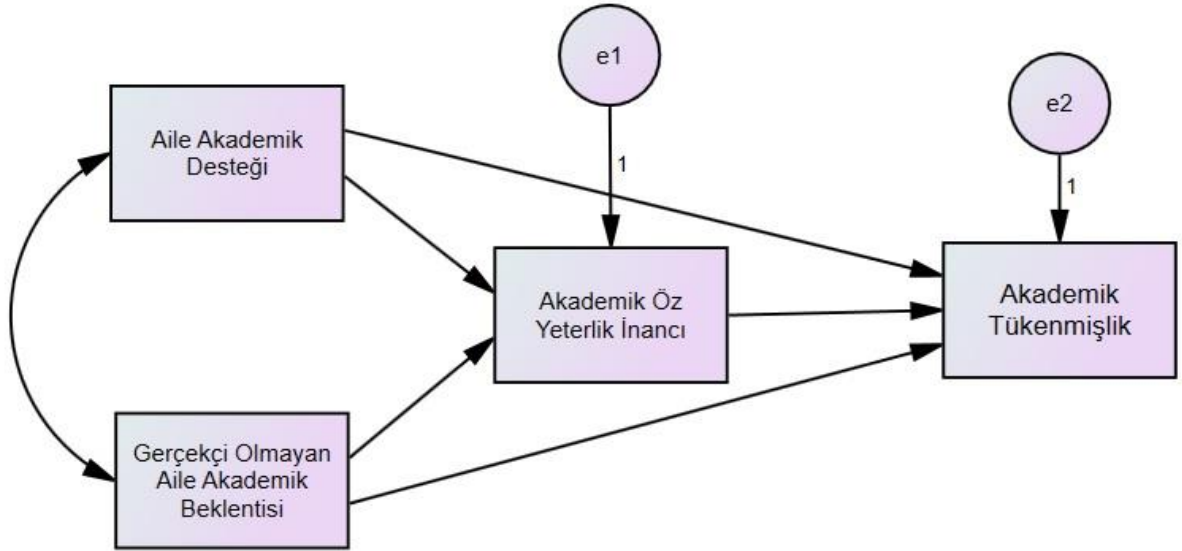 e1
e2
Aile Akademik
Desteği
1
1
Akademik Öz
Yeterlik İnancı
Akademik
Tükenmişlik
Gerçekçi Olmayan
Aile Akademik
Beklentisi